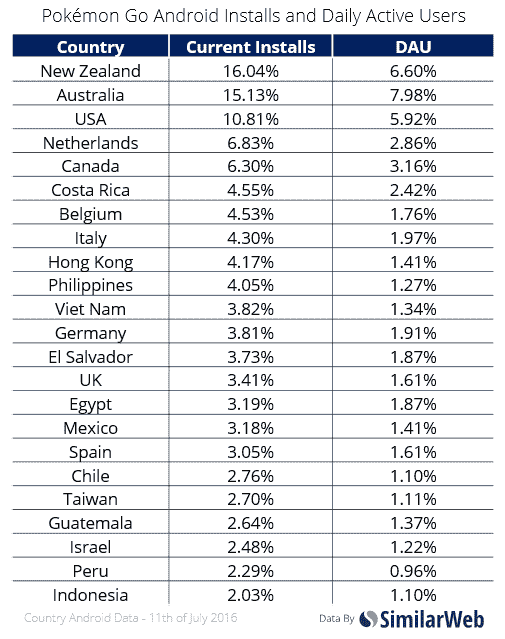 Pokémon Go Android Installs and Daily Active Users
Country Current Installs DAU
New Zealand 16.04% 6.60%
Australia 15.13% 7.98%
USA 10.81% 5.92%
Netherlands 6.83% 2.86%
Canada 6.30% 3.16%
Costa Rica 4.55% 2.42%
Belgium 4.53% 1.76%
Italy 4.30% 1.97%
Hong Kong 4.17% 1.41%
Philippines 4.05% 1.27%
Viet Nam 3.82% 1.34%
Germany 3.81% 1.91%
El Salvador 3.73% 1.87%
UK 3.41% 1.61%
Egypt 3.19% 1.87%
Mexico 3.18% 1.41%
Spain 3.05% 1.61%
Chile 2.76% 1.10%
Taiwan 2.70% 1.11%
Guatemala 2.64% 1.37%
Israel 2.48% 1.22%
Peru 2.29% 0.96%
Indonesia 2.03% 1.10%
Country Android Data - 11th of July 2016 Data By SimilarWeb